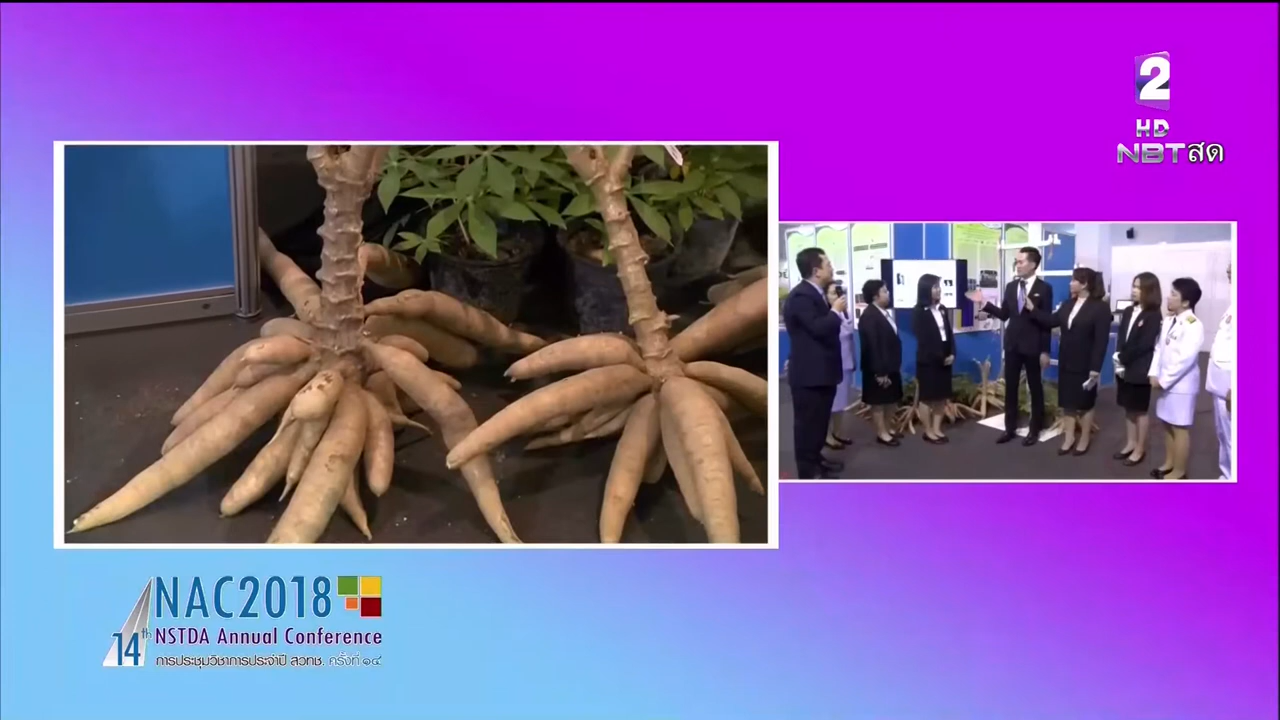 2
HD
NBTสด
NAC2018
14th NSTDA Annual Conference
การประชุมวิชาการประจำปี สวทช. ครั้งที่ ๑๔